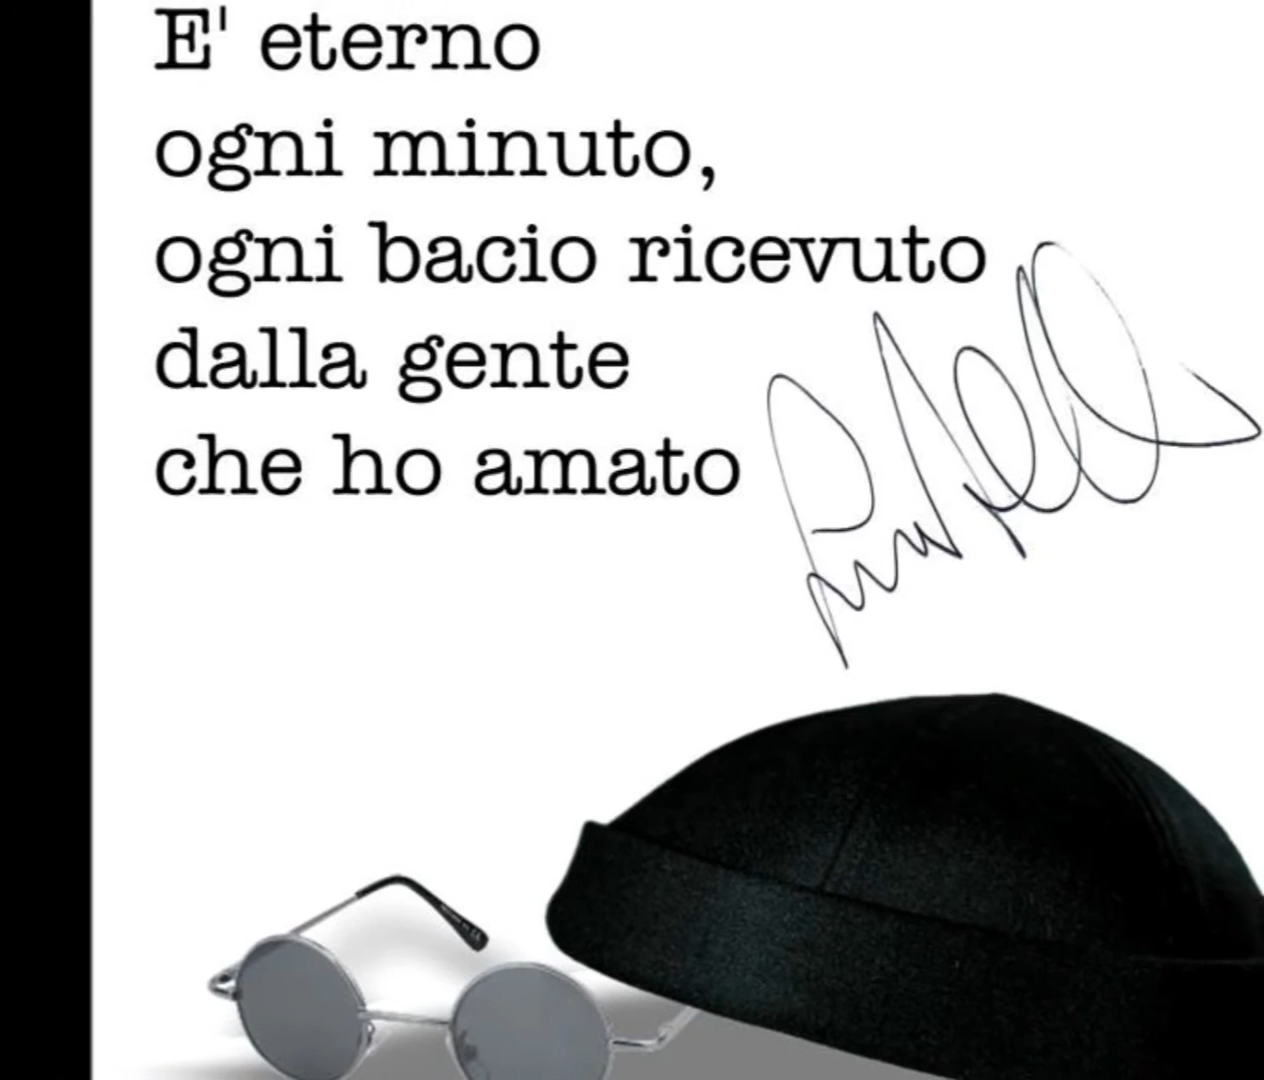 E' eterno
ogni minuto,
ogni bacio ricevuto
dalla gente
che ho amato